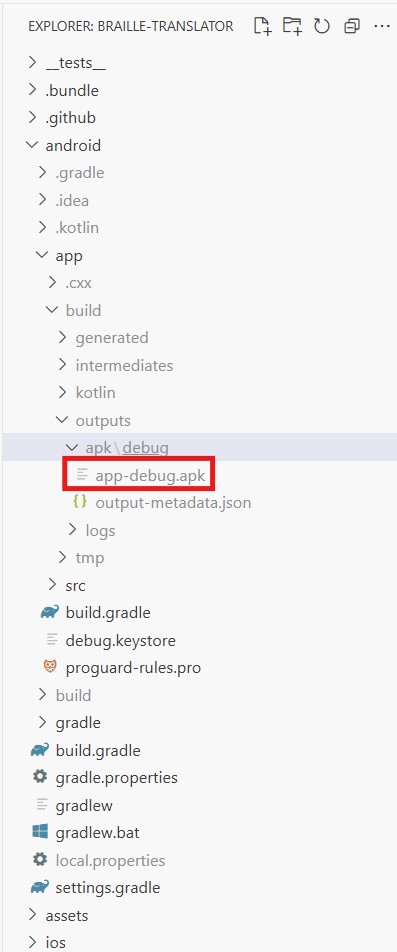 EXPLORER: BRAILLE-TRANSLATOR
__tests__
.bundle
.github
android
.gradle
.idea
.kotlin
app
.cxx
build
generated
intermediates
kotlin
outputs
apk\debug
app-debug.apk
{} output-metadata.json
logs
tmp
src
build.gradle
debug.keystore
proguard-rules.pro
build
gradle
build.gradle
gradle.properties
gradlew
gradlew.bat
local.properties
settings.gradle
assets
ios